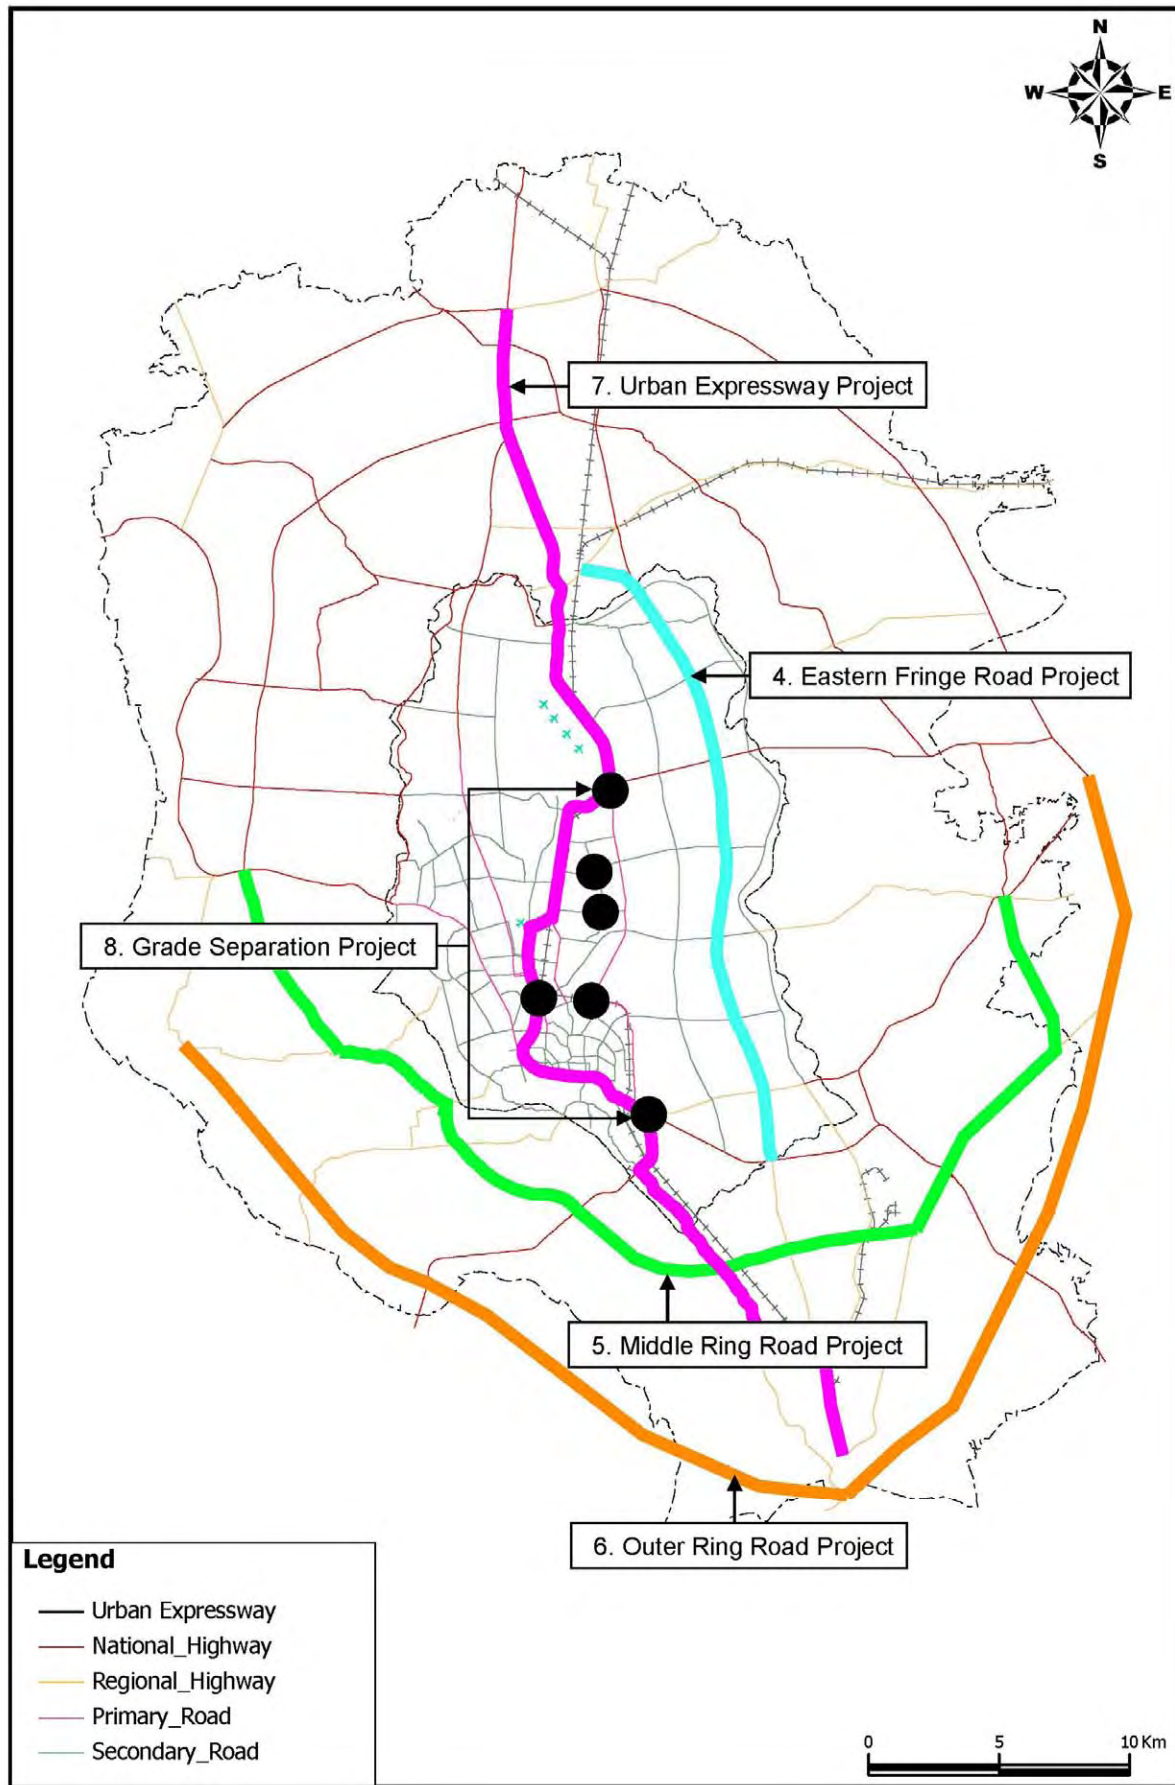 N
W E
S
7. Urban Expressway Project
4. Eastern Fringe Road Project
8. Grade Separation Project
5. Middle Ring Road Project
6. Outer Ring Road Project
Legend
Urban Expressway
National_Highway
Regional_Highway
Primary_Road
Secondary_Road
0 5 10 Km